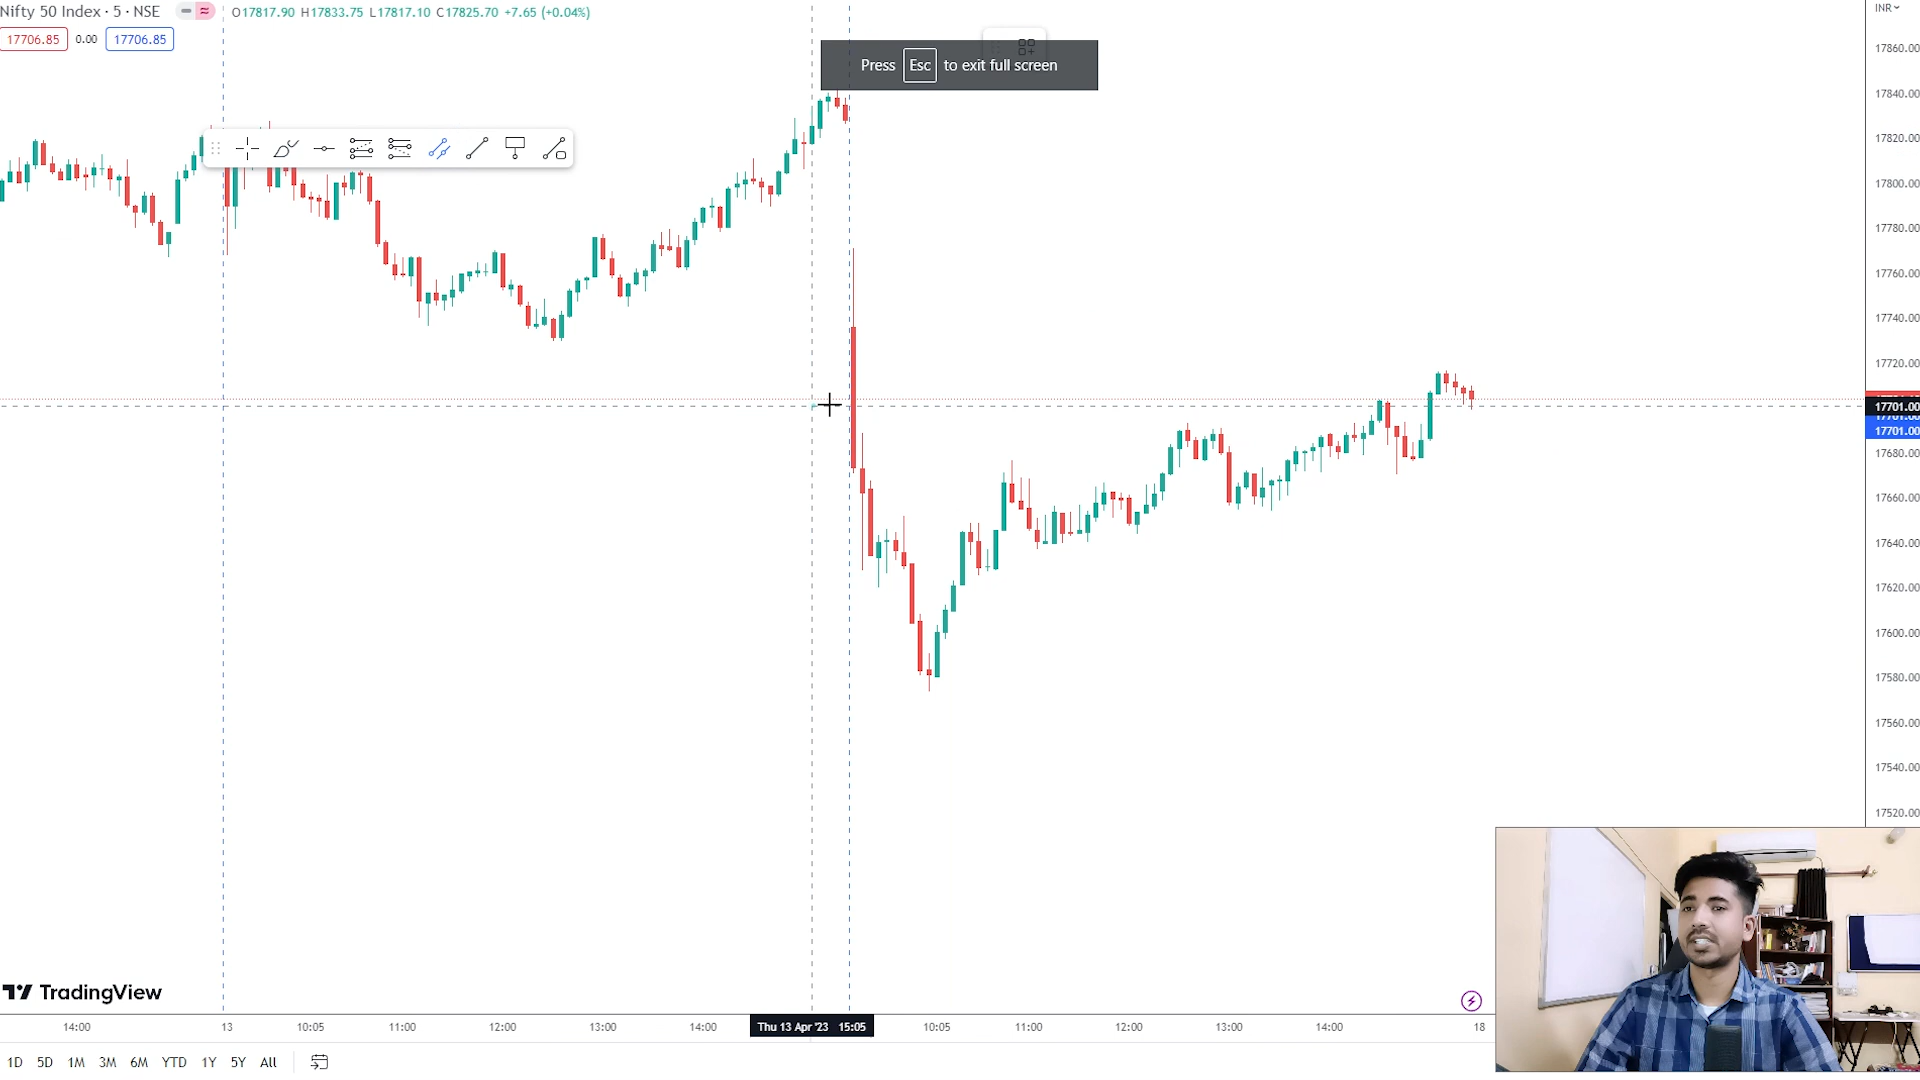 Nifty 50 Index · 5 · NSE O17817.90 H17833.75 L17817.10 C17825.70 +7.65 (+0.04%)
INR
17706.85 0.00 17706.85
Press Esc to exit full screen
17860.00
17840.00
17820.00
17800.00
17780.00
17760.00
17740.00
17720.00
17701.00
17701.00
17680.00
17660.00
17640.00
17620.00
17600.00
17580.00
17560.00
17540.00
17520.00
TradingView
14:00 13 10:05 11:00 12:00 13:00 14:00 Thu 13 Apr '23 15:05 10:05 11:00 12:00 13:00 14:00 18
1D 5D 1M 3M 6M YTD 1Y 5Y All